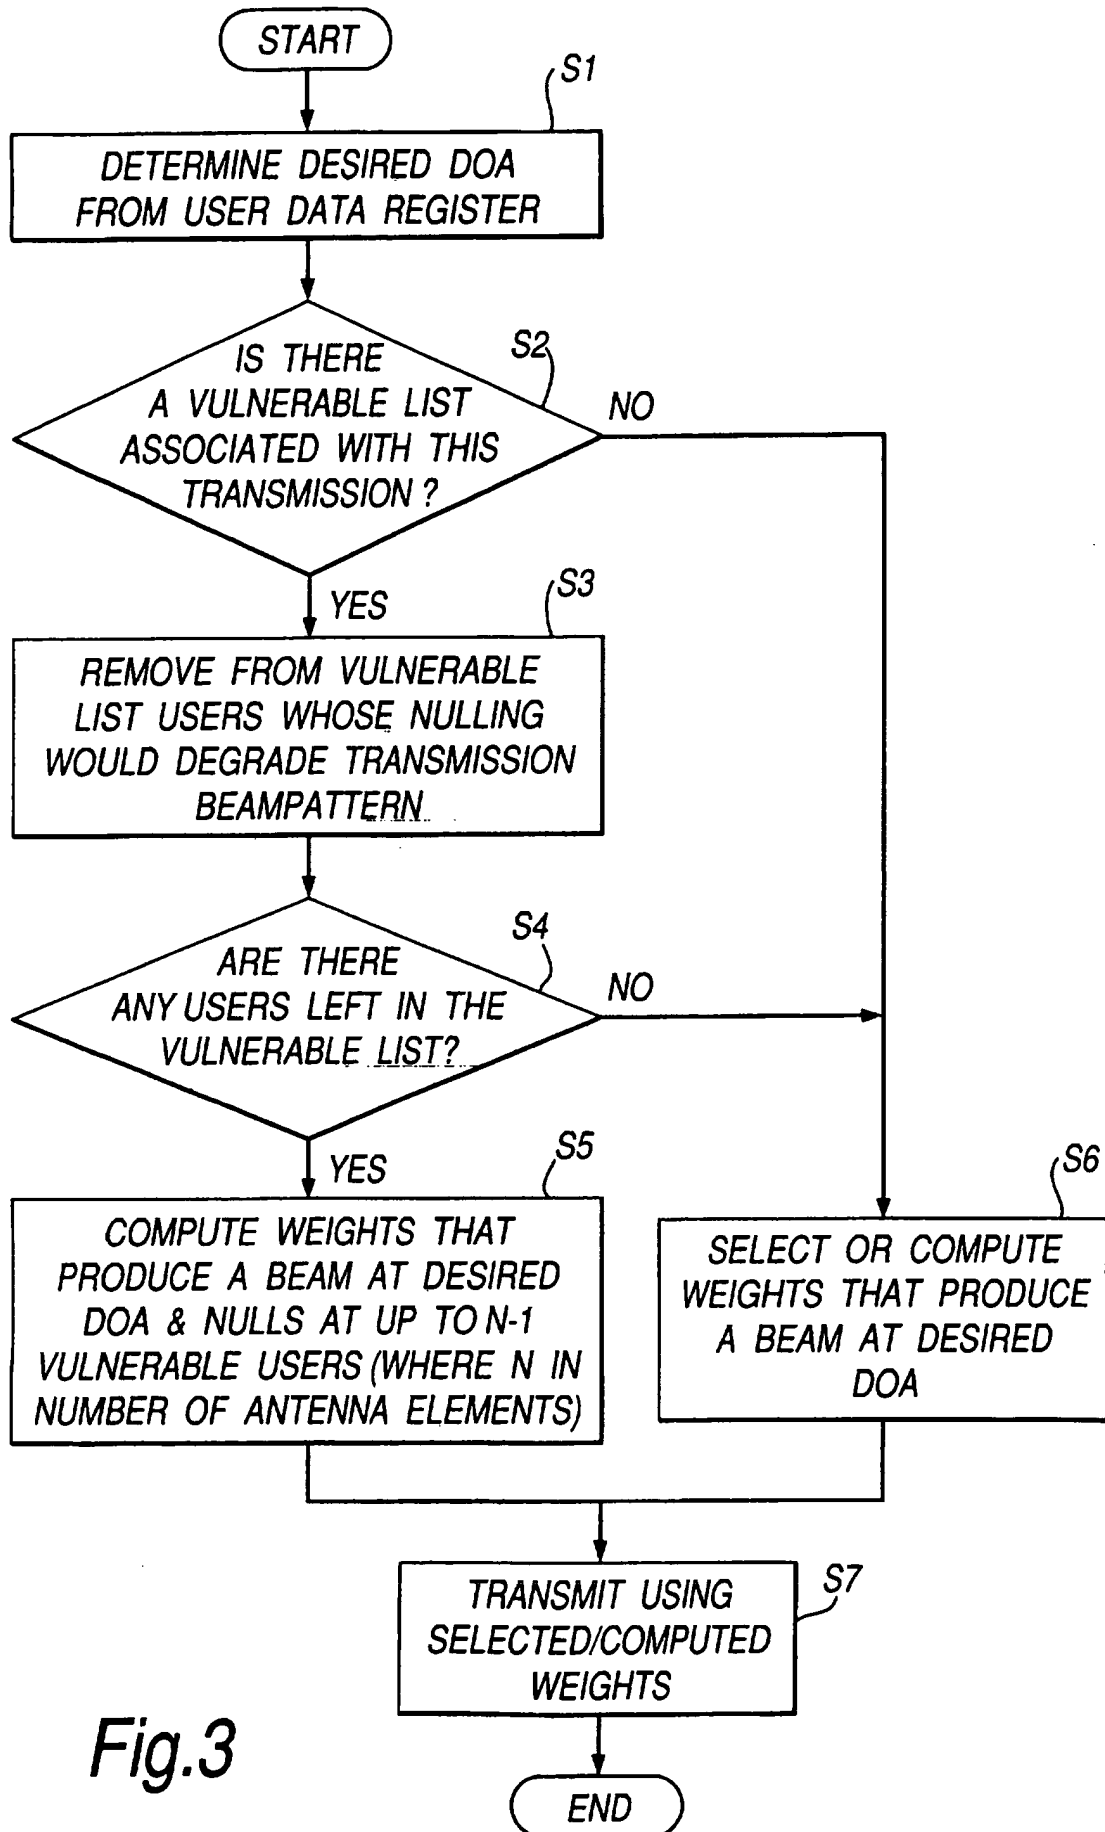 START
S1
DETERMINE DESIRED DOA
FROM USER DATA REGISTER
S2
IS THERE
A VULNERABLE LIST
ASSOCIATED WITH THIS
TRANSMISSION ?
NO
YES
S3
REMOVE FROM VULNERABLE
LIST USERS WHOSE NULLING
WOULD DEGRADE TRANSMISSION
BEAMPATTERN
S4
ARE THERE
ANY USERS LEFT IN THE
VULNERABLE LIST?
NO
YES
S5
COMPUTE WEIGHTS THAT
PRODUCE A BEAM AT DESIRED
DOA & NULLS AT UP TO N-1
VULNERABLE USERS (WHERE N IN
NUMBER OF ANTENNA ELEMENTS)
S6
SELECT OR COMPUTE
WEIGHTS THAT PRODUCE
A BEAM AT DESIRED
DOA
S7
TRANSMIT USING
SELECTED/COMPUTED
WEIGHTS
Fig.3
END